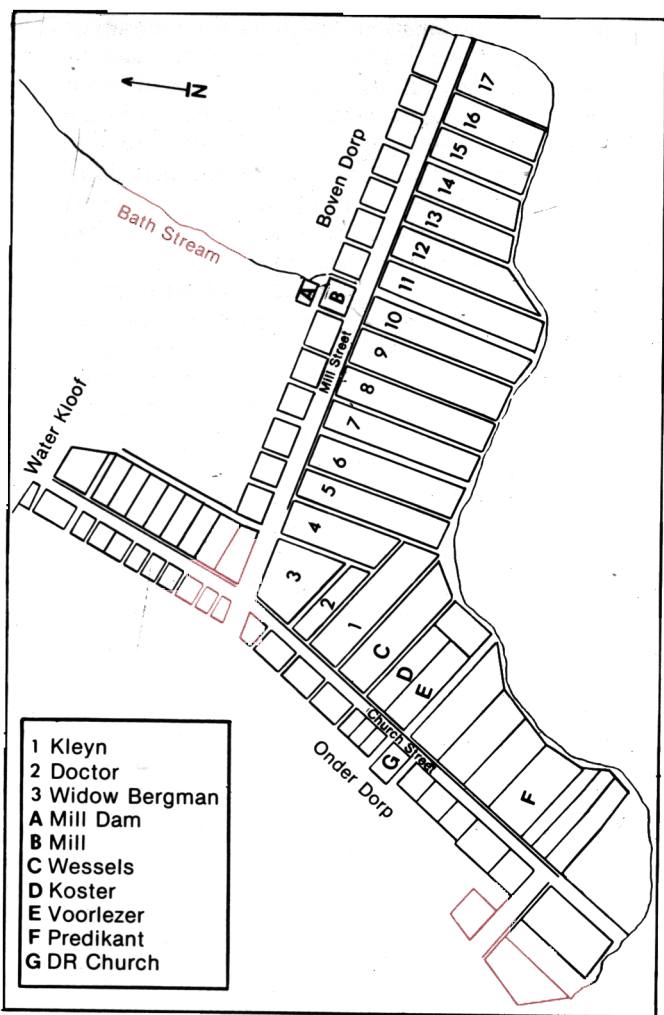 N
Boven Dorp
Bath Stream
Water Kloof
Mill Street
Onder Dorp
Church Street
A
B
17
16
15
14
13
12
11
10
9
8
7
6
5
4
3
2
1
C
D
E
F
G
1 Kleyn
2 Doctor
3 Widow Bergman
A Mill Dam
B Mill
C Wessels
D Koster
E Voorlezer
F Predikant
G DR Church